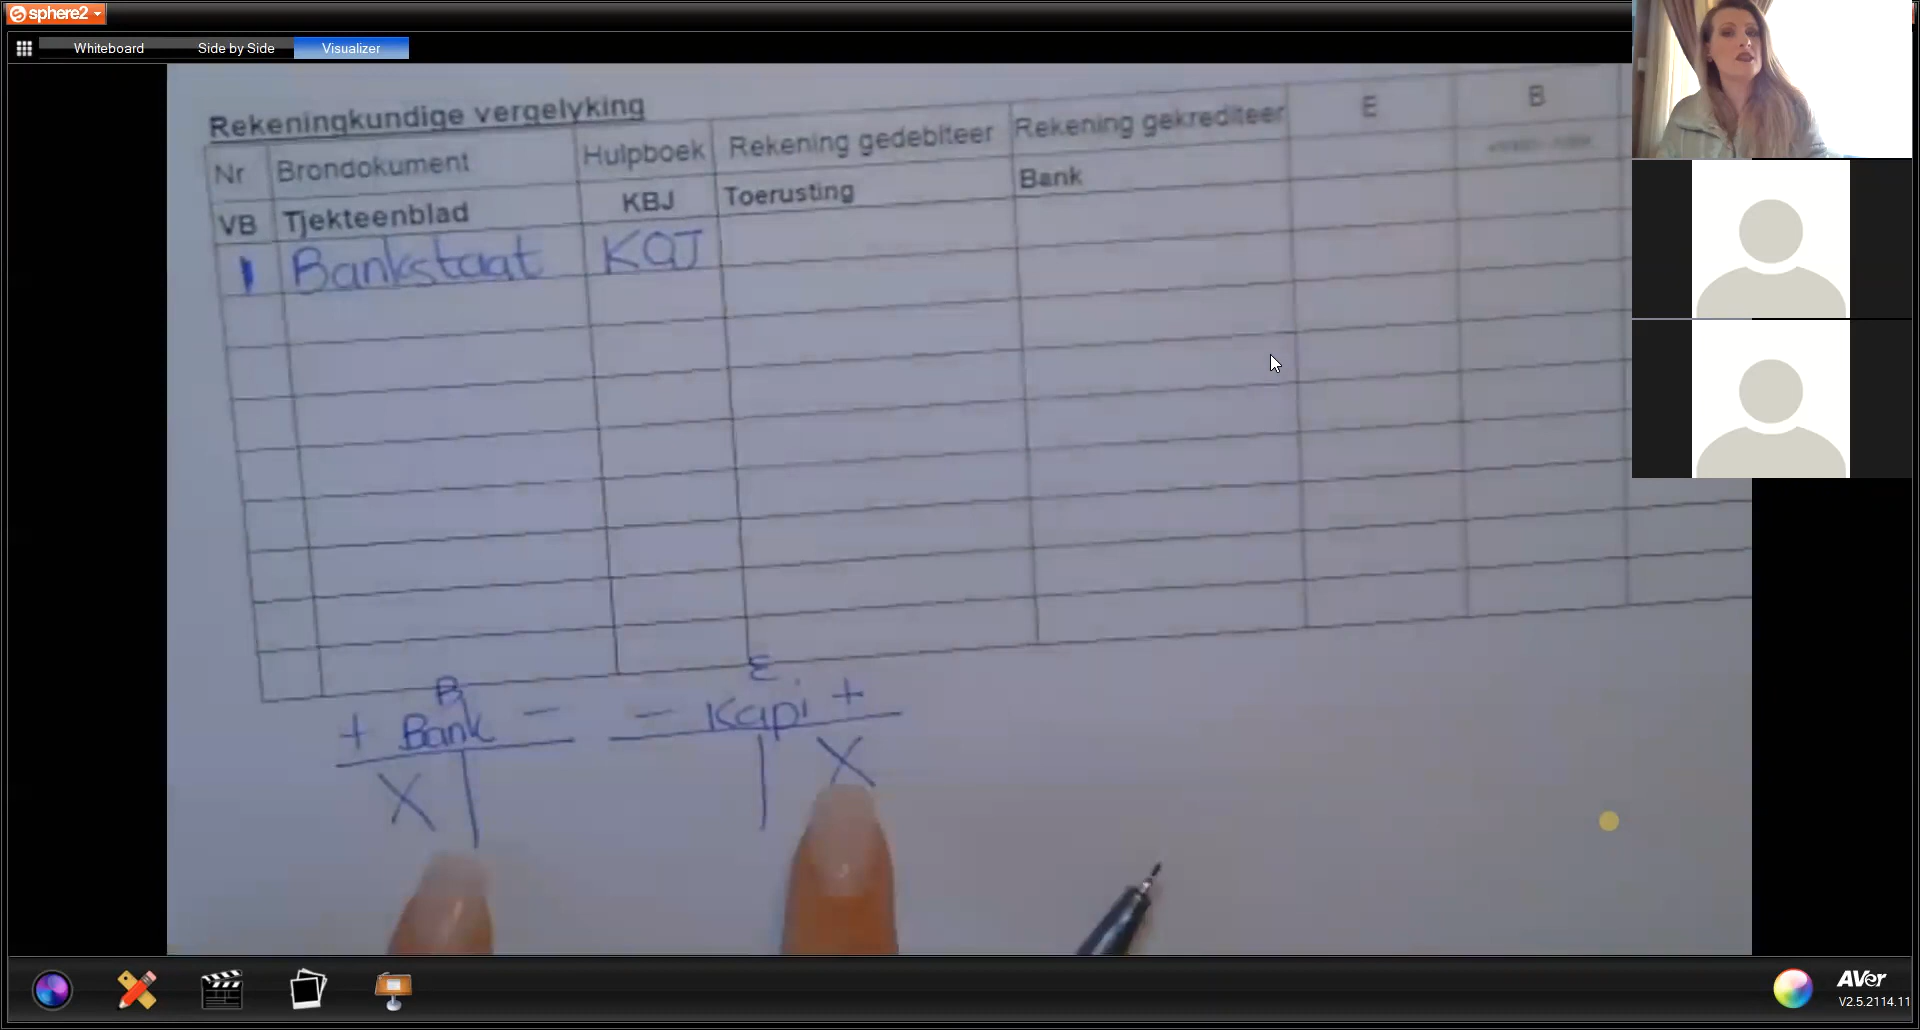 sphere2
Whiteboard Side by Side Visualizer
Rekeningkundige vergelyking
Nr Brondokument Hulpboek Rekening gedebiteer Rekening gekrediteer E B
VB Tjekteenblad KBJ Toerusting Bank
1 Bankstaat KOJ
B E
+ Bank - - Kapi +
X X
AVer
V2.5.2114.11